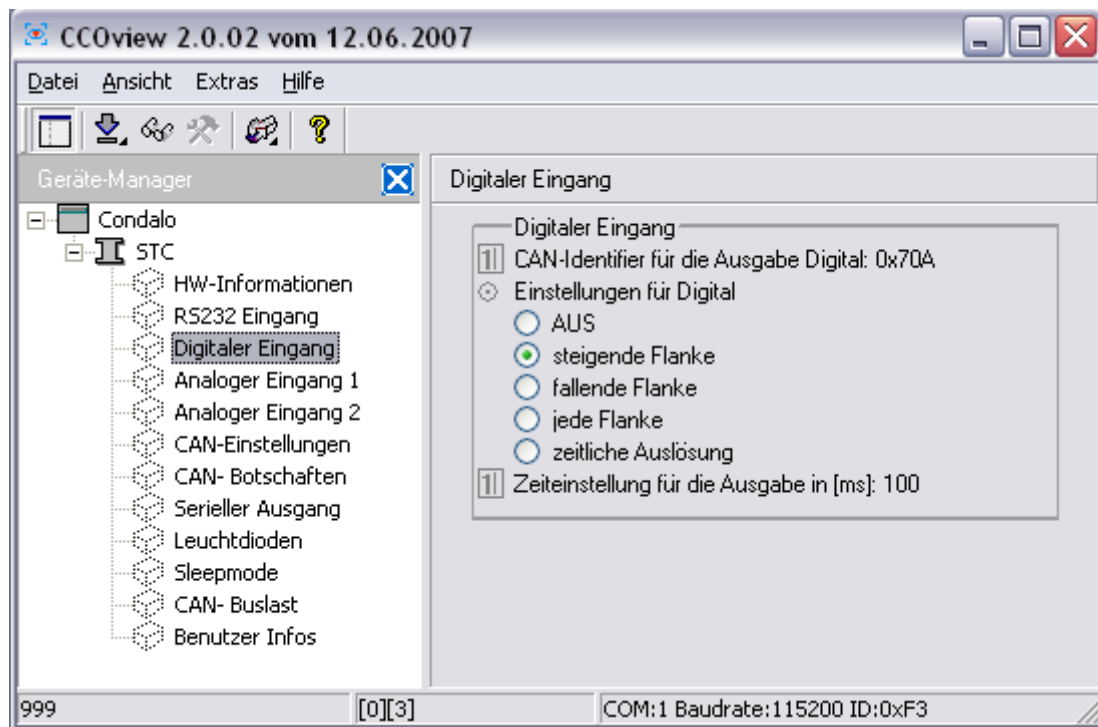 CCOview 2.0.02 vom 12.06.2007
Datei Ansicht Extras Hilfe
Geräte-Manager
Condalo
STC
HW-Informationen
RS232 Eingang
Digitaler Eingang
Analoger Eingang 1
Analoger Eingang 2
CAN-Einstellungen
CAN- Botschaften
Serieller Ausgang
Leuchtdioden
Sleepmode
CAN- Buslast
Benutzer Infos
Digitaler Eingang
Digitaler Eingang
CAN-Identifier für die Ausgabe Digital: 0x70A
Einstellungen für Digital
AUS
steigende Flanke
fallende Flanke
jede Flanke
zeitliche Auslösung
Zeiteinstellung für die Ausgabe in [ms]: 100
999 [0][3] COM:1 Baudrate:115200 ID:0xF3